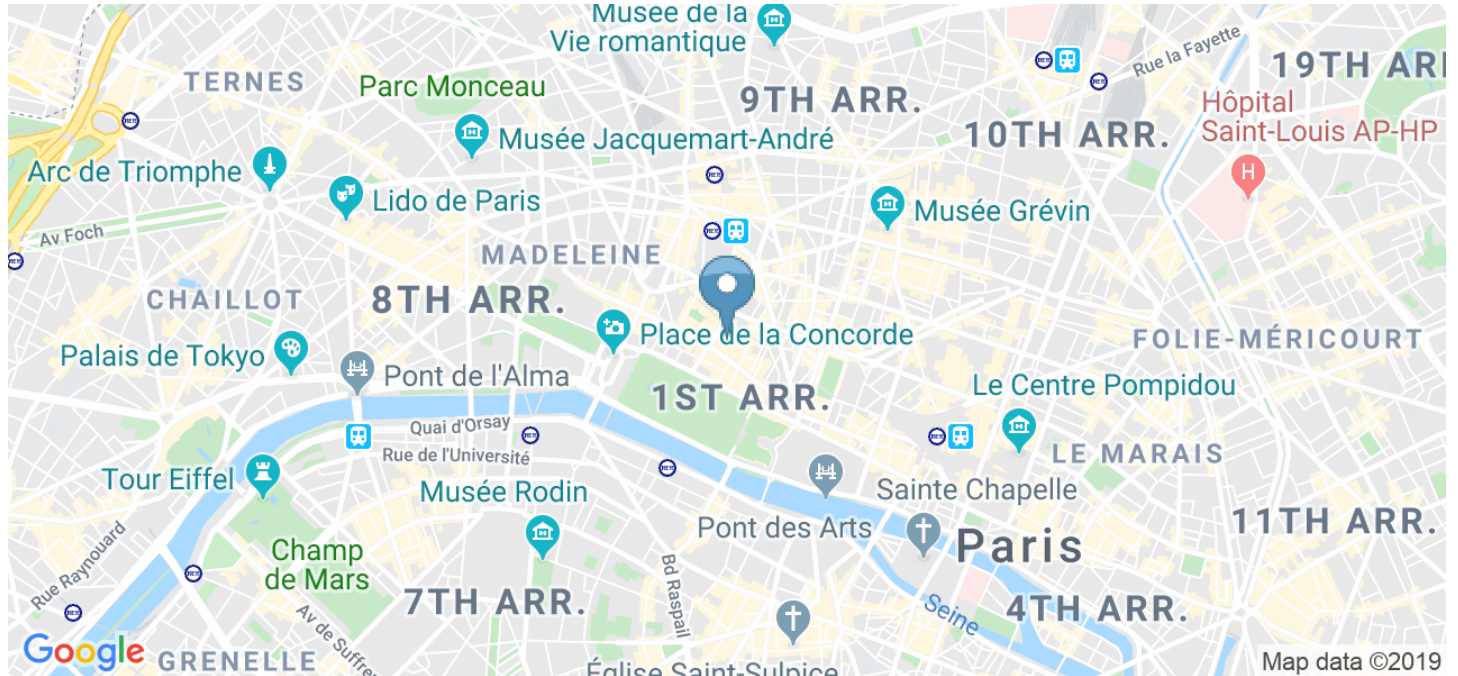 Musee de la
Vie romantique
Rue la Fayette
19TH ARR
TERNES
Parc Monceau
9TH ARR.
Hôpital
Saint-Louis AP-HP
10TH ARR.
Musée Jacquemart-André
Arc de Triomphe
H
Lido de Paris
Musée Grévin
Av Foch
MADELEINE
CHAILLOT
8TH ARR.
Place de la Concorde
FOLIE-MÉRICOURT
Palais de Tokyo
Pont de l'Alma
1ST ARR.
Le Centre Pompidou
Quai d'Orsay
Rue de l'Université
LE MARAIS
Tour Eiffel
Musée Rodin
Sainte Chapelle
Pont des Arts
11TH ARR.
Paris
Champ
de Mars
Rue Raynouard
Bd Raspail
7TH ARR.
Seine
4TH ARR.
Av de Suffre
Google
GRENELLE
Église Saint-Sulpice
Map data ©2019